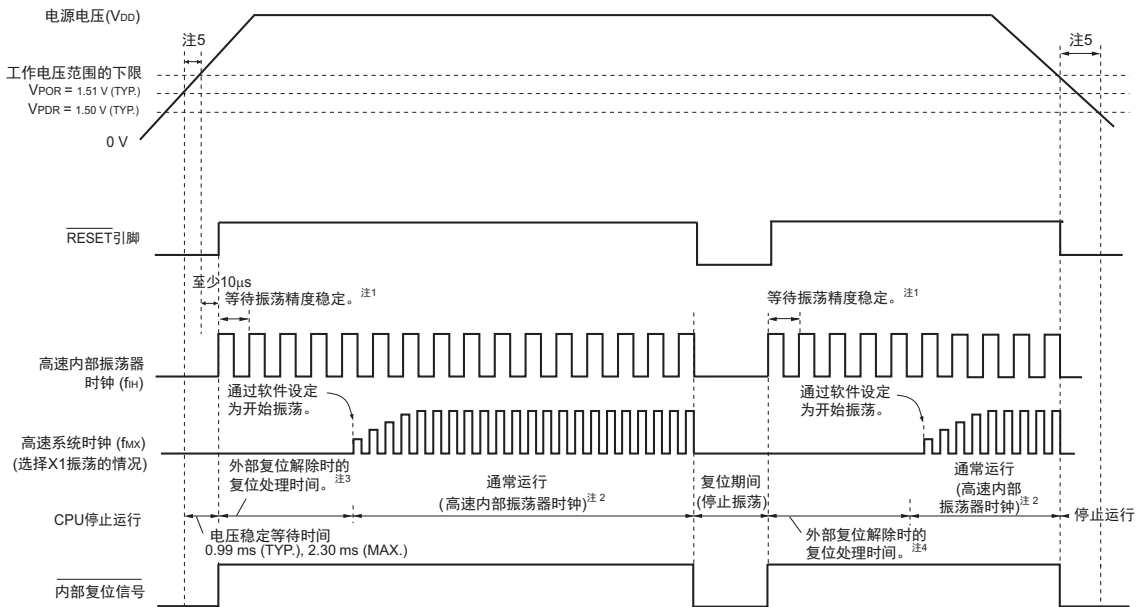 电源电压(VDD)
注5
注5
工作电压范围的下限
VPOR = 1.51 V (TYP.)
VPDR = 1.50 V (TYP.)
0 V
RESET引脚
至少10μs
等待振荡精度稳定。注1
等待振荡精度稳定。注1
高速内部振荡器
时钟 (fIH)
通过软件设定
为开始振荡。
通过软件设定
为开始振荡。
高速系统时钟 (fMX)
(选择X1振荡的情况)
外部复位解除时的
复位处理时间。注3
通常运行
(高速内部振荡器时钟)注 2
复位期间
(停止振荡)
通常运行
(高速内部
振荡器时钟)注 2
CPU停止运行
停止运行
电压稳定等待时间
0.99 ms (TYP.), 2.30 ms (MAX.)
外部复位解除时的
复位处理时间。注4
内部复位信号